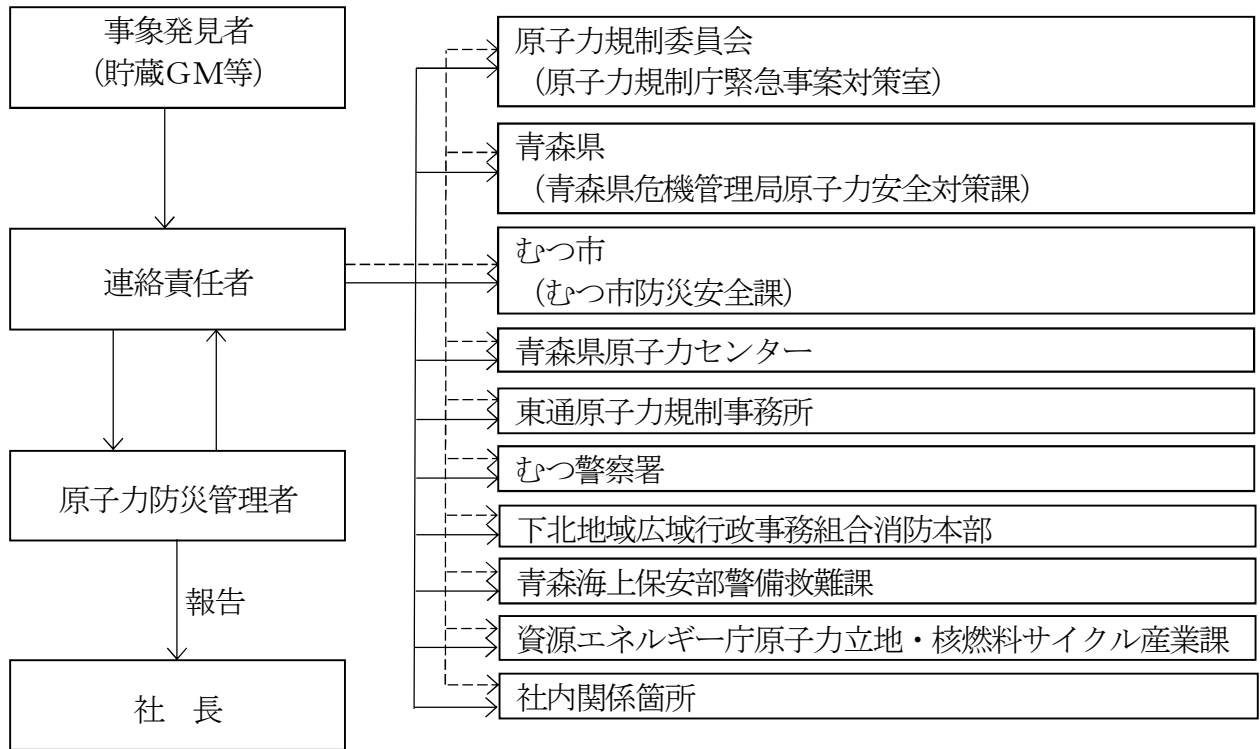 事象発見者
(貯蔵ＧＭ等)
連絡責任者
原子力防災管理者
報告
社　長
原子力規制委員会
（原子力規制庁緊急事案対策室）
青森県
（青森県危機管理局原子力安全対策課）
むつ市
（むつ市防災安全課）
青森県原子力センター
東通原子力規制事務所
むつ警察署
下北地域広域行政事務組合消防本部
青森海上保安部警備救難課
資源エネルギー庁原子力立地・核燃料サイクル産業課
社内関係箇所